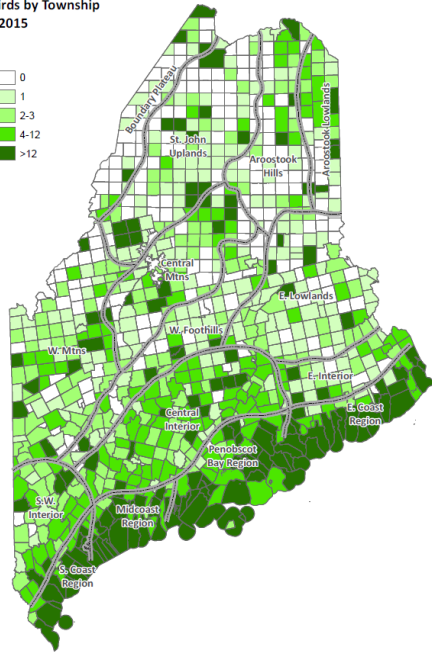 irds by Township
2015
0
1
2-3
4-12
>12
Boundary Plateau
St. John
Uplands
Aroostook
Hills
Aroostook Lowlands
Central
Mtns
E. Lowlands
W. Foothills
W. Mtns
E. Interior
Central
Interior
E. Coast
Region
Penobscot
Bay Region
S.W.
Interior
Midcoast
Region
S. Coast
Region